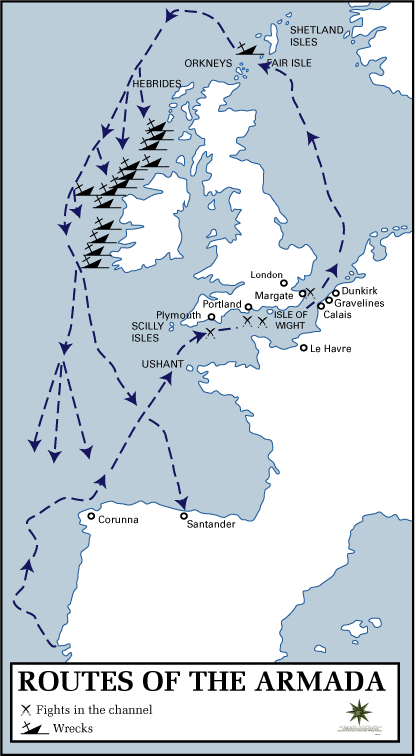 SHETLAND
ISLES
ORKNEYS
FAIR ISLE
HEBRIDES
London
Margate
Dunkirk
Gravelines
Calais
Portland
Plymouth
ISLE OF
WIGHT
SCILLY
ISLES
Le Havre
USHANT
Corunna
Santander
ROUTES OF THE ARMADA
Fights in the channel
Wrecks